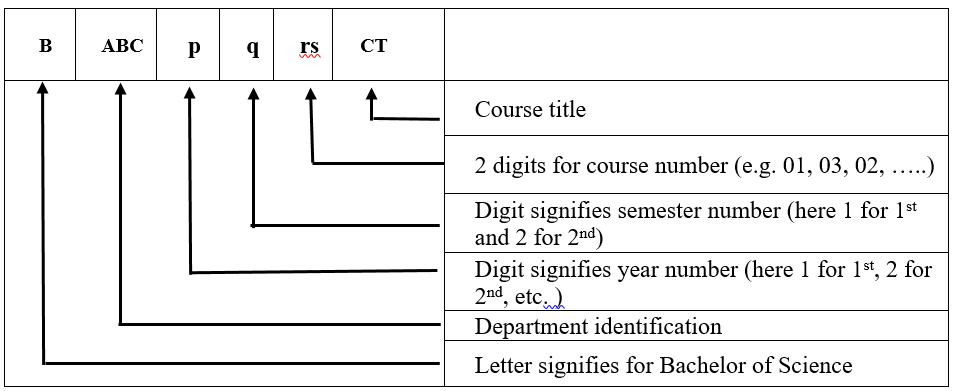 B ABC p q rs CT
Course title
2 digits for course number (e.g. 01, 03, 02, …..)
Digit signifies semester number (here 1 for 1st
and 2 for 2nd)
Digit signifies year number (here 1 for 1st, 2 for
2nd, etc. )
Department identification
Letter signifies for Bachelor of Science